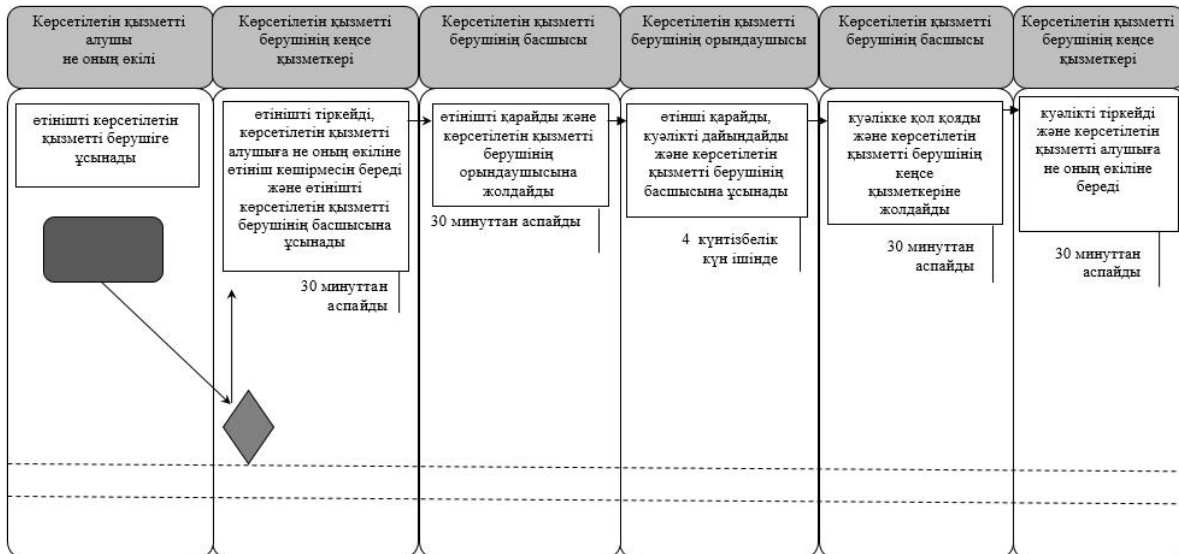 Көрсетілетін қызметті
алушы
не оның өкілі
Көрсетілетін қызметті
берушінің кеңсе
қызметкері
Көрсетілетін қызметті
берушінің басшысы
Көрсетілетін қызметті
берушінің орындаушысы
Көрсетілетін қызметті
берушінің басшысы
Көрсетілетін қызметті
берушінің кеңсе
қызметкері
өтінішті көрсетілетін
қызметті берушіге
ұсынады
өтінішті тіркейді,
көрсетілетін қызметті
алушыға не оның өкіліне
өтініш көшірмесін береді
және өтінішті
көрсетілетін қызметті
берушінің басшысына
ұсынады
30 минуттан
аспайды
өтінішті қарайды және
көрсетілетін қызметті
берушінің
орындаушысына
жолдайды
30 минуттан аспайды
өтінші қарайды,
куәлікті дайындайды
және көрсетілетін
қызметті берушінің
басшысына ұсынады
4 күнтізбелік
күн ішінде
куәлікке қол қояды
және көрсетілетін
қызметті берушінің
кеңсе
қызметкеріне
жолдайды
30 минуттан
аспайды
куәлікті тіркейді
және көрсетілетін
қызметті алушыға
не оның өкіліне
береді
30 минуттан
аспайды